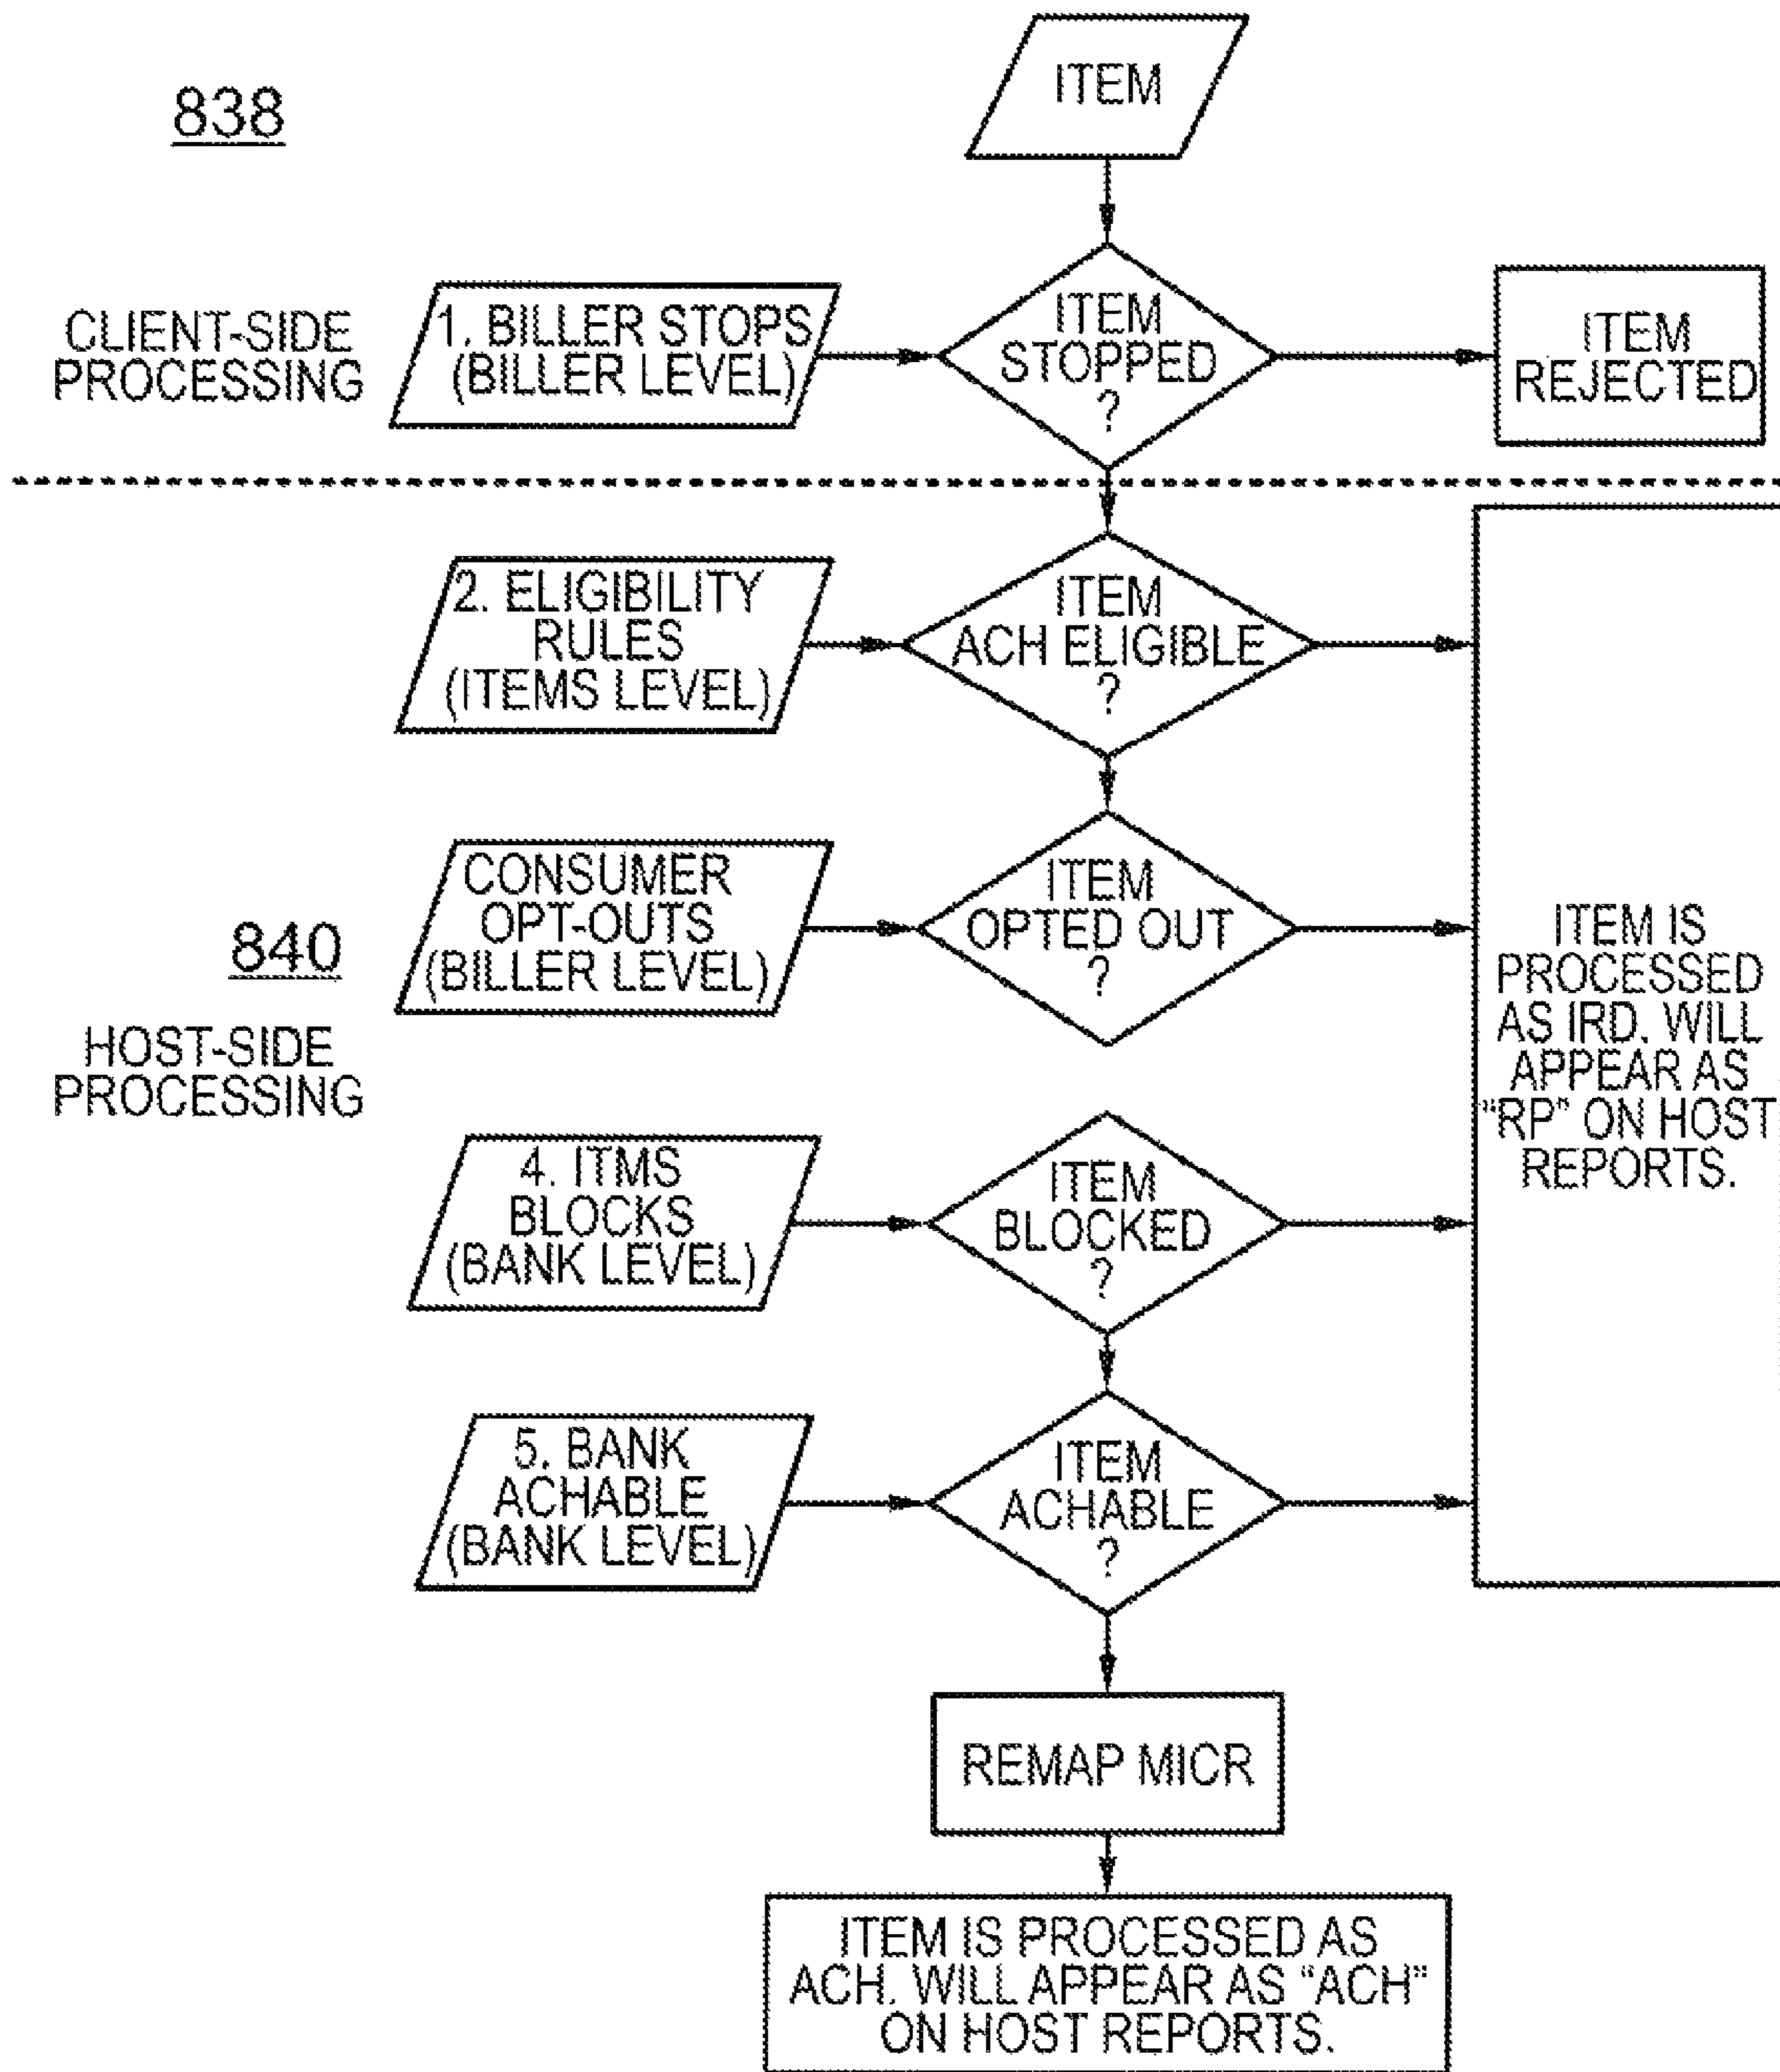 838
ITEM
CLIENT-SIDE
PROCESSING
1. BILLER STOPS
(BILLER LEVEL)
ITEM
STOPPED
?
ITEM
REJECTED
2. ELIGIBILITY
RULES
(ITEMS LEVEL)
ITEM
ACH ELIGIBLE
?
840
HOST-SIDE
PROCESSING
CONSUMER
OPT-OUTS
(BILLER LEVEL)
ITEM
OPTED OUT
?
ITEM IS
PROCESSED
AS IRD. WILL
APPEAR AS
“RP” ON HOST
REPORTS.
4. ITMS
BLOCKS
(BANK LEVEL)
ITEM
BLOCKED
?
5. BANK
ACHABLE
(BANK LEVEL)
ITEM
ACHABLE
?
REMAP MICR
ITEM IS PROCESSED AS
ACH. WILL APPEAR AS “ACH”
ON HOST REPORTS.